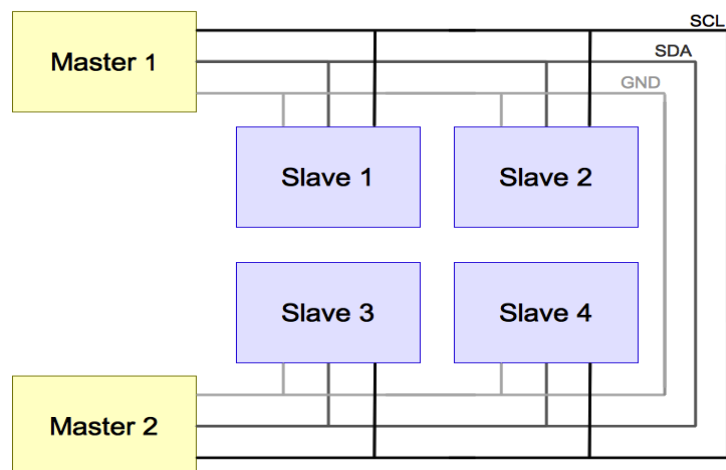 SCL
SDA
Master 1
GND
Slave 1
Slave 2
Slave 3
Slave 4
Master 2